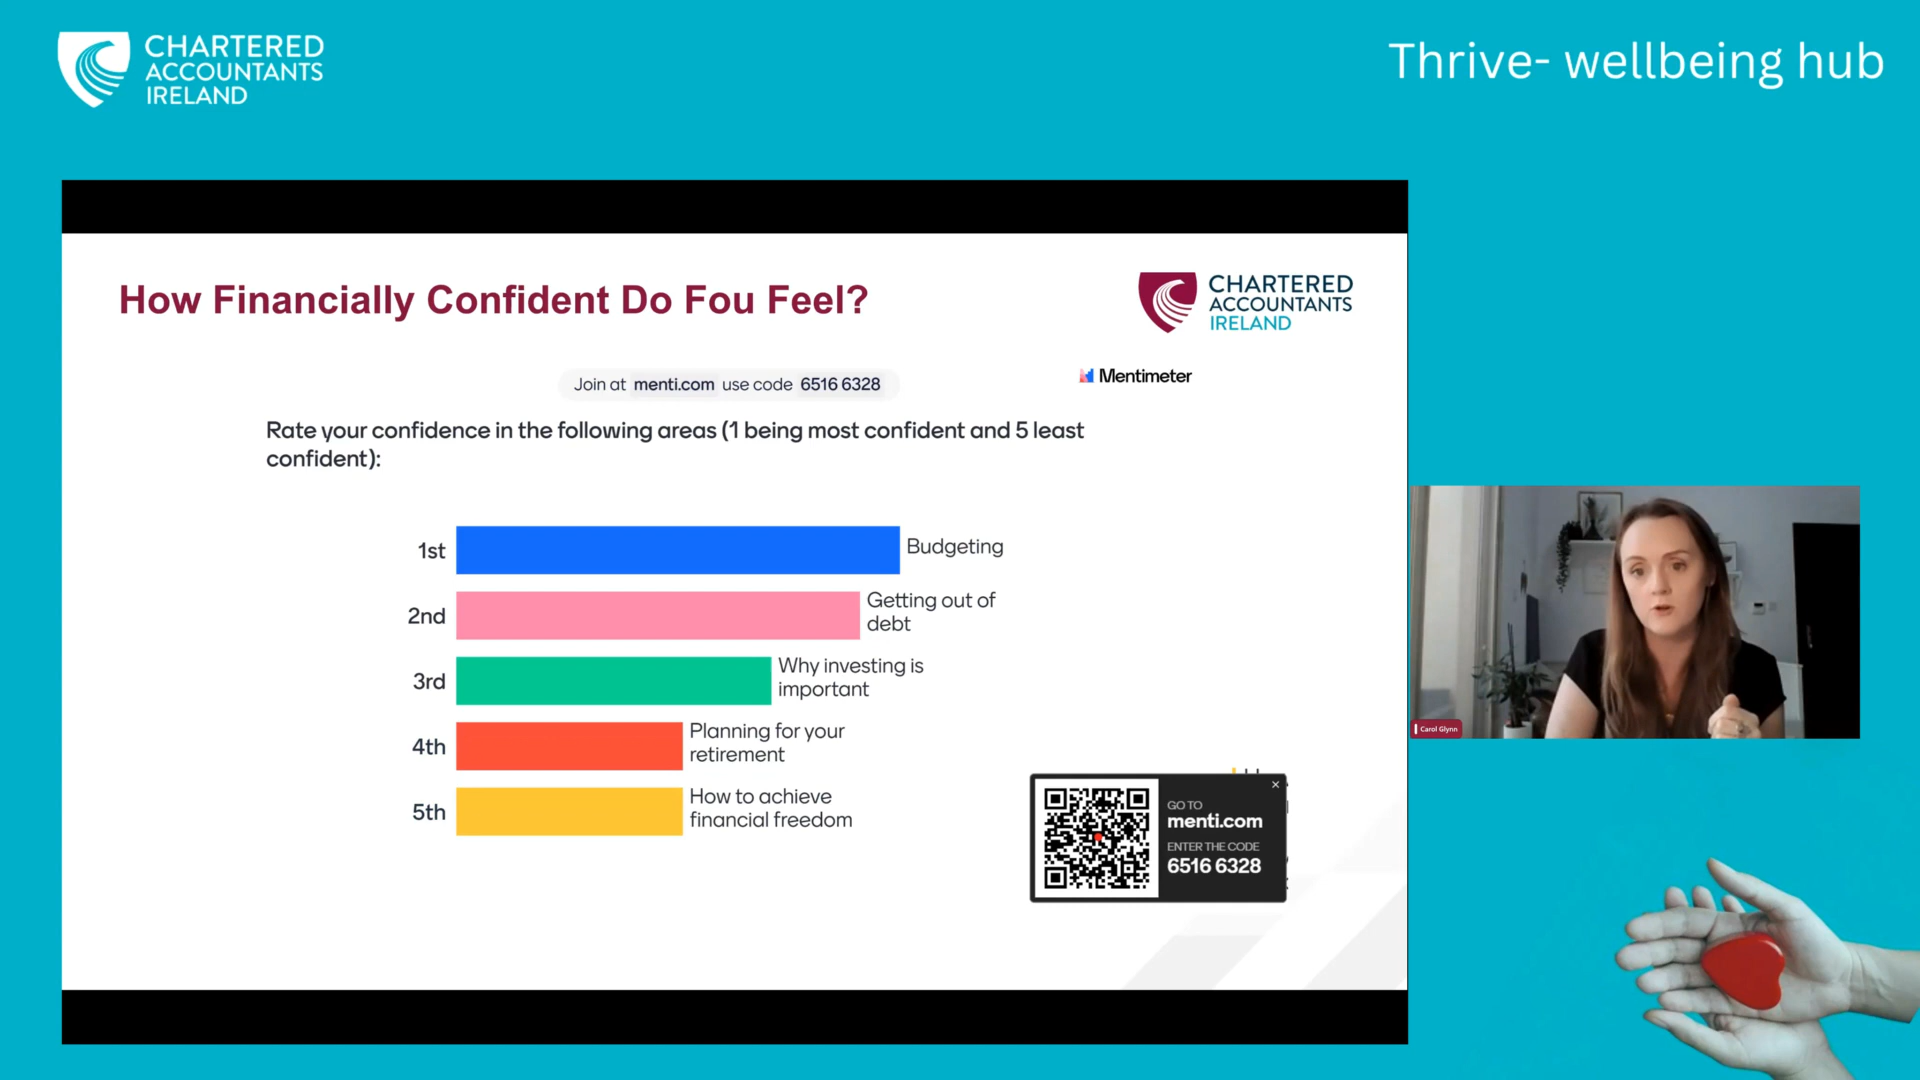 CHARTERED
ACCOUNTANTS
IRELAND
Thrive- wellbeing hub
How Financially Confident Do Fou Feel?
CHARTERED
ACCOUNTANTS
IRELAND
Join at menti.com use code 6516 6328
Mentimeter
Rate your confidence in the following areas (1 being most confident and 5 least
confident):
1st
Budgeting
2nd
Getting out of
debt
3rd
Why investing is
important
4th
Planning for your
retirement
5th
How to achieve
financial freedom
GO TO
menti.com
ENTER THE CODE
6516 6328
Carol Glynn